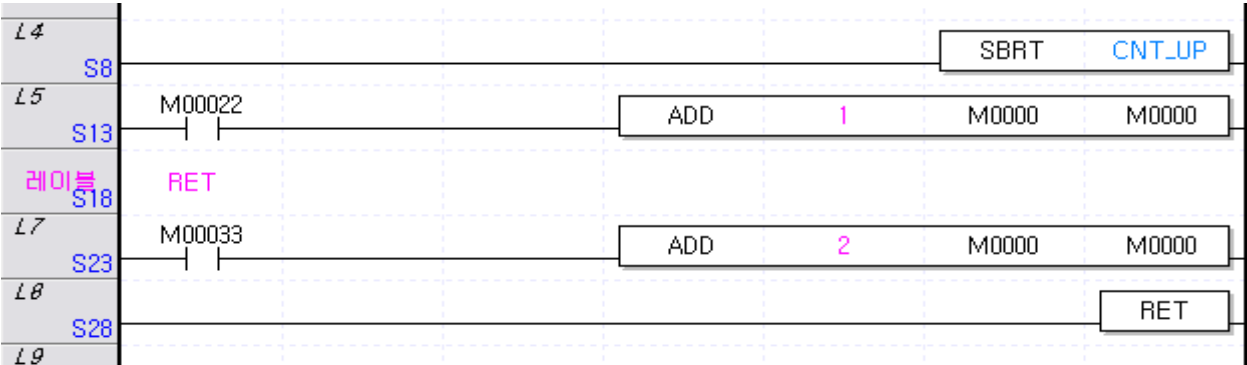 L4
S8
SBRT CNT_UP
L5
M00022
S13
ADD 1 M0000 M0000
레이블
S18
RET
L7
M00033
S23
ADD 2 M0000 M0000
L8
S28
RET
L9